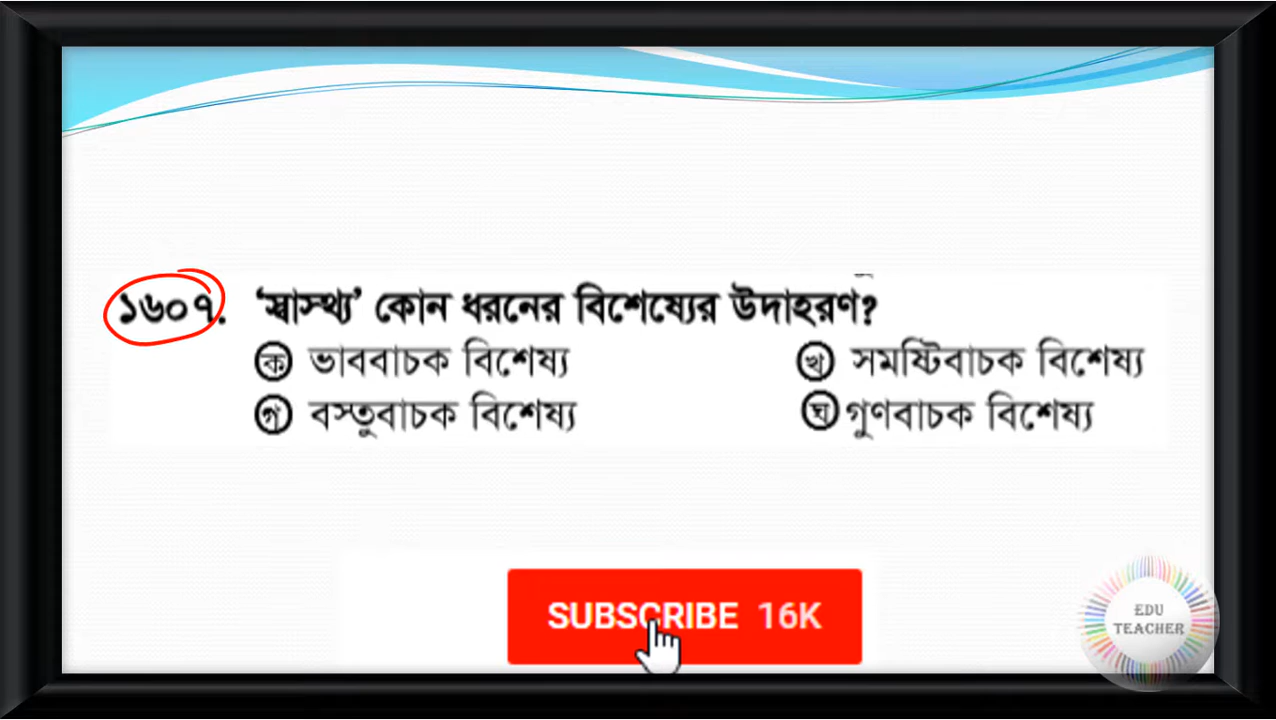 ১৬০৭. ‘স্বাস্থ্য’ কোন ধরনের বিশেষ্যের উদাহরণ?
ক ভাববাচক বিশেষ্য খ সমষ্টিবাচক বিশেষ্য
গ বস্তুবাচক বিশেষ্য ঘ গুণবাচক বিশেষ্য
SUBSCRIBE 16K
EDU
TEACHER